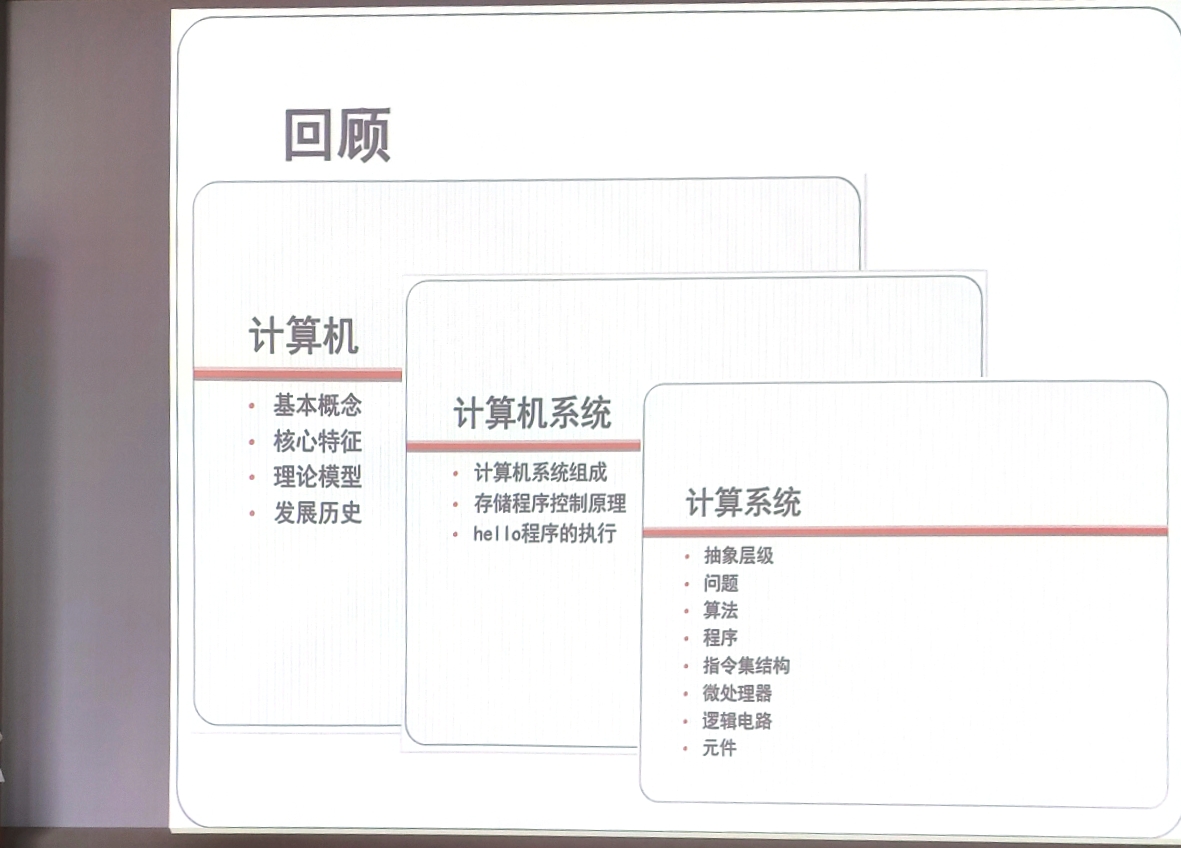 回顾
计算机
基本概念
核心特征
理论模型
发展历史
计算机系统
计算机系统组成
存储程序控制原理
hello程序的执行
计算系统
抽象层级
问题
算法
程序
指令集结构
微处理器
逻辑电路
元件